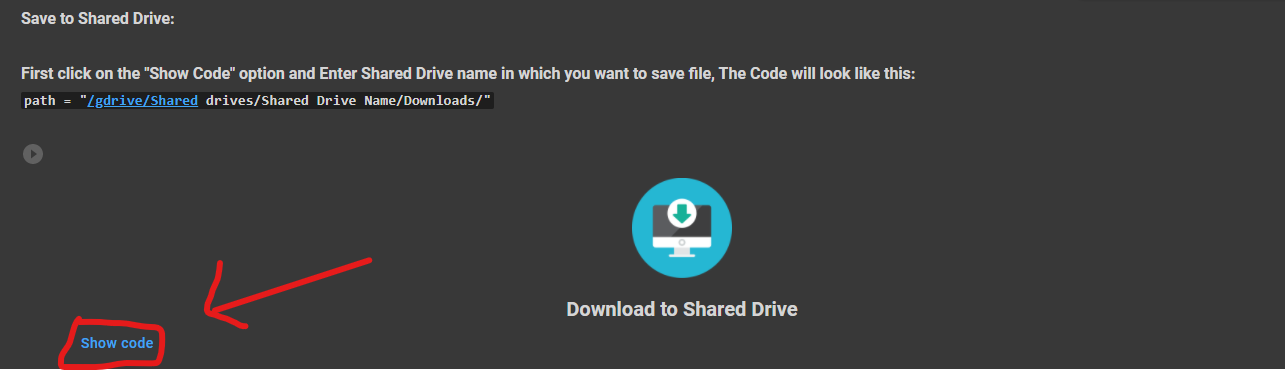 Save to Shared Drive:
First click on the "Show Code" option and Enter Shared Drive name in which you want to save file, The Code will look like this:
path = "/gdrive/Shared drives/Shared Drive Name/Downloads/"
Download to Shared Drive
Show code